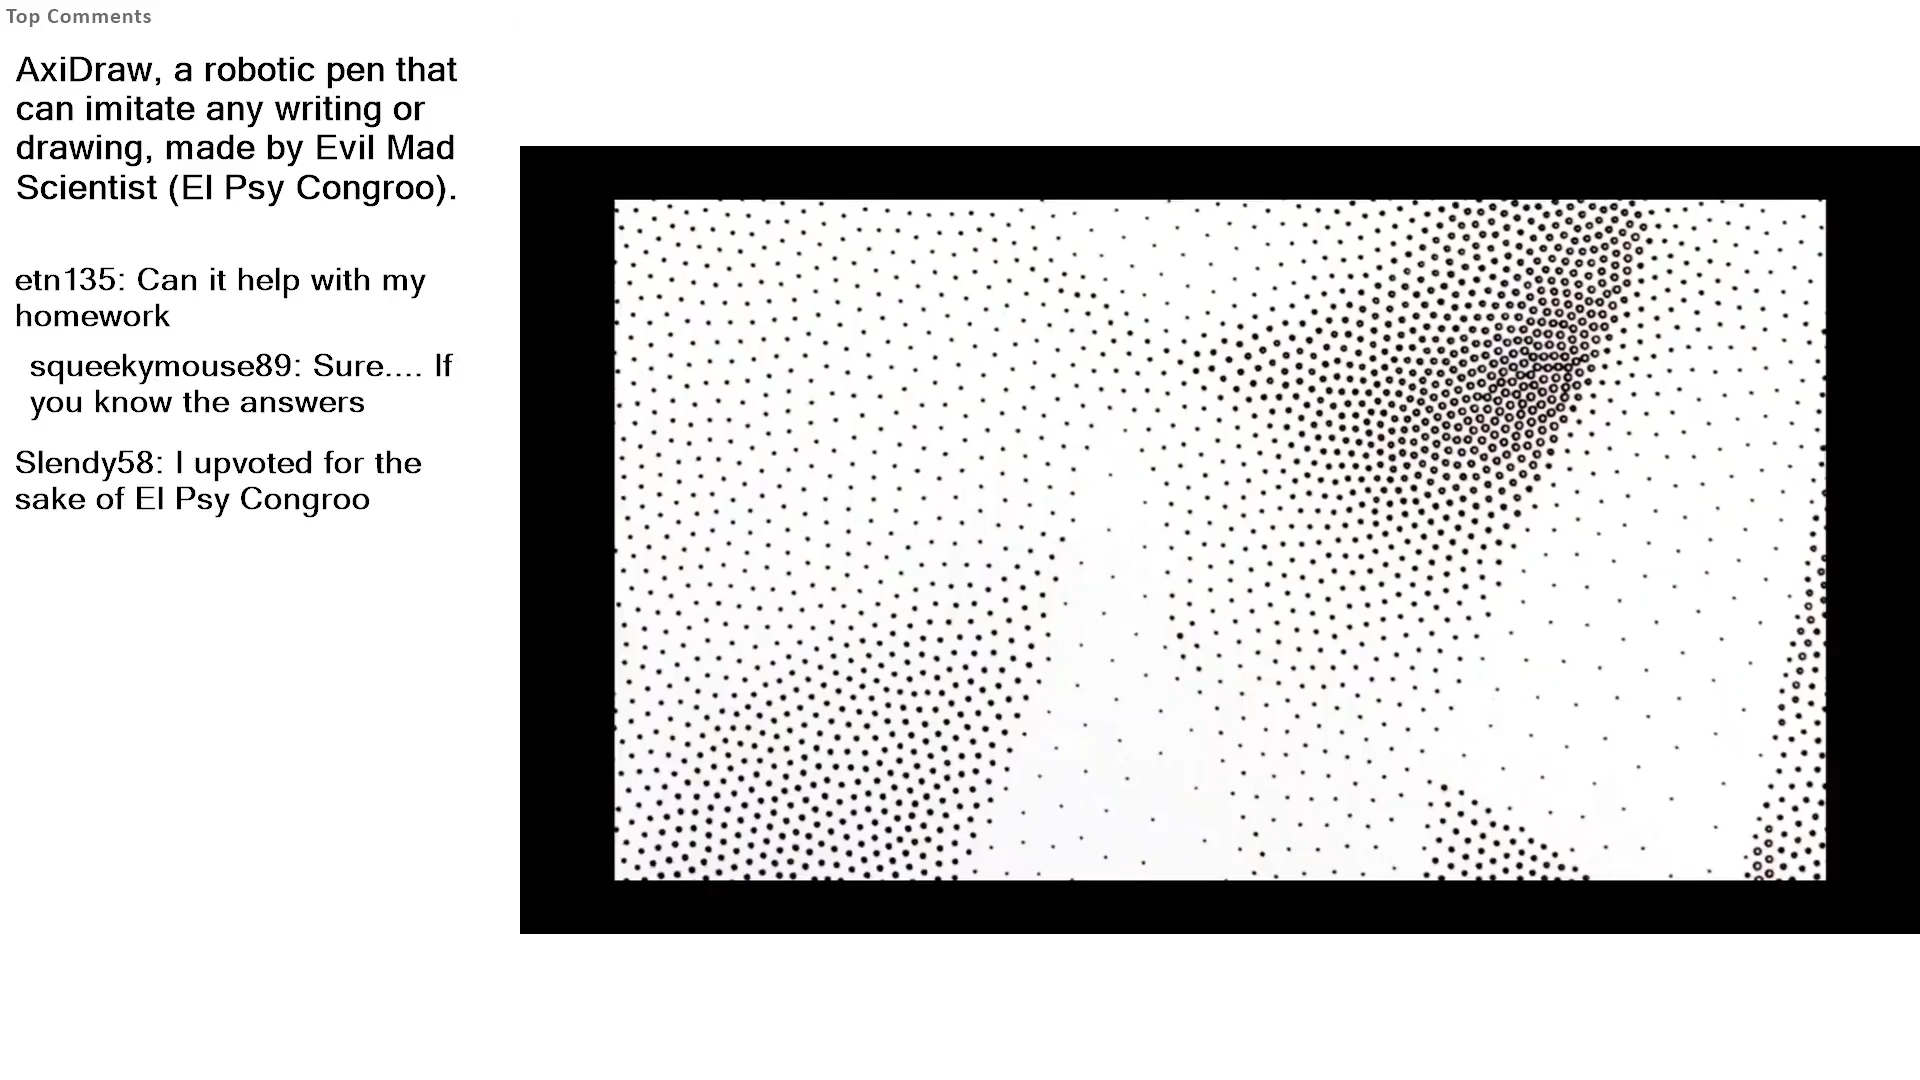 Top Comments
AxiDraw, a robotic pen that
can imitate any writing or
drawing, made by Evil Mad
Scientist (El Psy Congroo).
etn135: Can it help with my
homework
squeekymouse89: Sure.... If
you know the answers
Slendy58: I upvoted for the
sake of El Psy Congroo